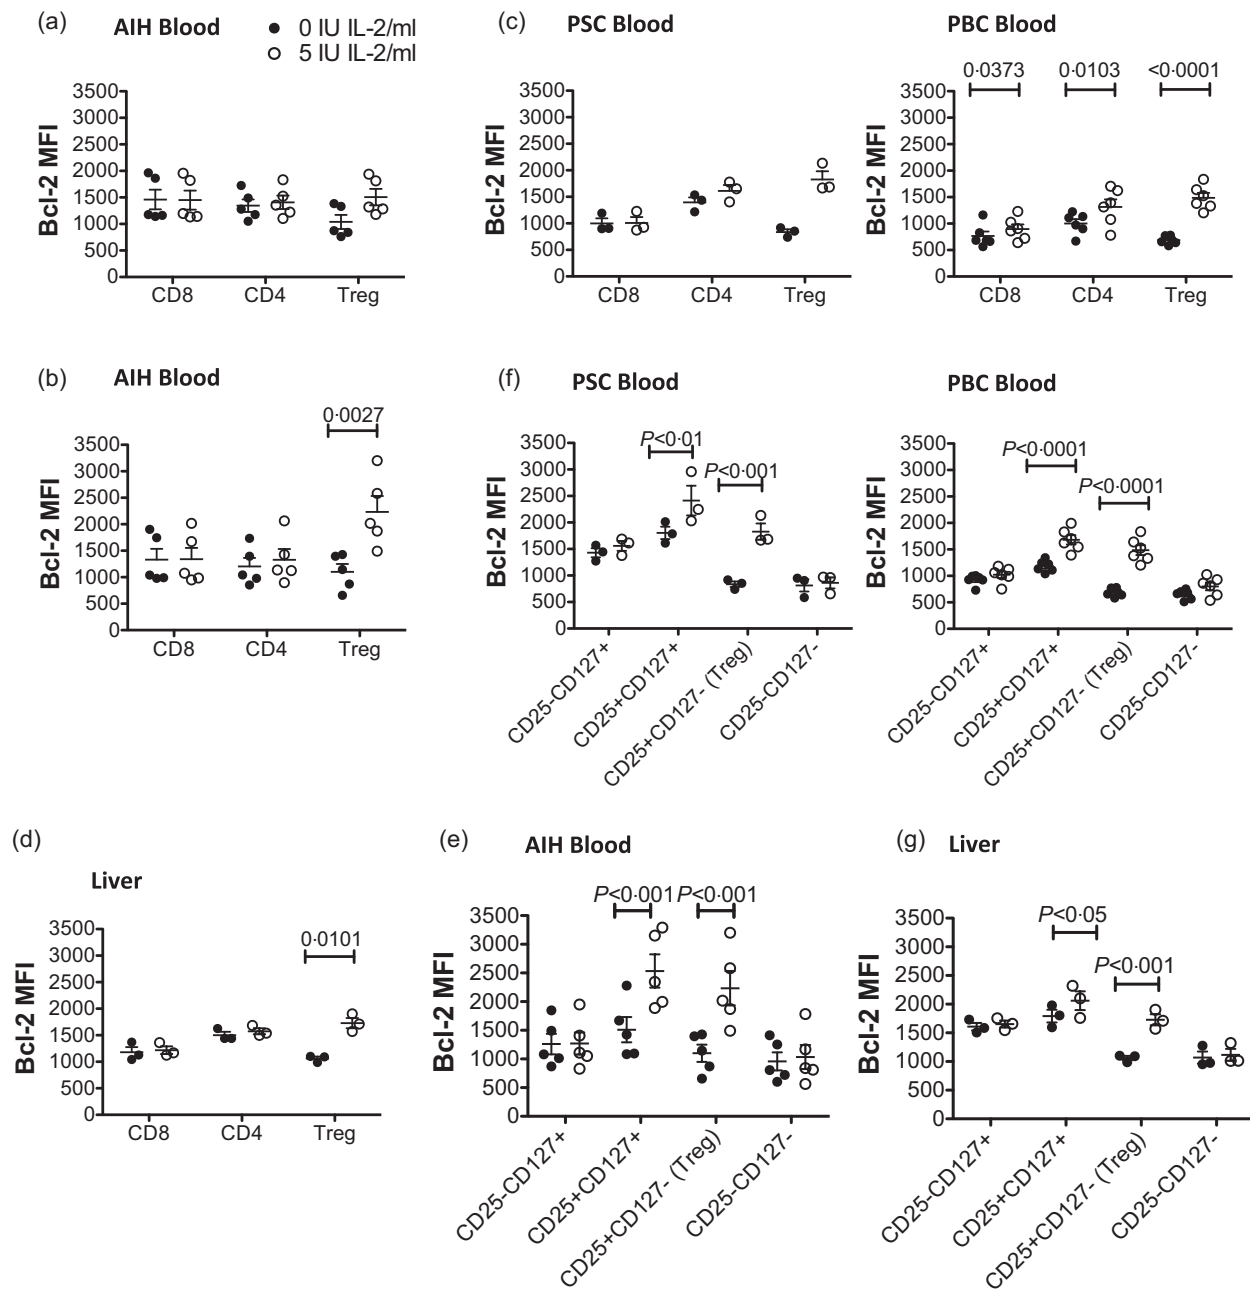 (a) AIH Blood
● 0 IU IL-2/ml
○ 5 IU IL-2/ml
Bcl-2 MFI
3500
3000
2500
2000
1500
1000
500
0
CD8 CD4 Treg
(c) PSC Blood
Bcl-2 MFI
3500
3000
2500
2000
1500
1000
500
0
CD8 CD4 Treg
PBC Blood
0·0373 0·0103 <0·0001
Bcl-2 MFI
3500
3000
2500
2000
1500
1000
500
0
CD8 CD4 Treg
(b) AIH Blood
0·0027
Bcl-2 MFI
3500
3000
2500
2000
1500
1000
500
0
CD8 CD4 Treg
(f) PSC Blood
P<0·01
P<0·001
Bcl-2 MFI
3500
3000
2500
2000
1500
1000
500
0
CD25-CD127+
CD25+CD127+
CD25+CD127- (Treg)
CD25-CD127-
PBC Blood
P<0·0001
P<0·0001
Bcl-2 MFI
3500
3000
2500
2000
1500
1000
500
0
CD25-CD127+
CD25+CD127+
CD25+CD127- (Treg)
CD25-CD127-
(d)
Liver
0·0101
Bcl-2 MFI
3500
3000
2500
2000
1500
1000
500
0
CD8 CD4 Treg
(e) AIH Blood
P<0·001 P<0·001
Bcl-2 MFI
3500
3000
2500
2000
1500
1000
500
0
CD25-CD127+
CD25+CD127+
CD25+CD127- (Treg)
CD25-CD127-
(g) Liver
P<0·05
P<0·001
Bcl-2 MFI
3500
3000
2500
2000
1500
1000
500
0
CD25-CD127+
CD25+CD127+
CD25+CD127- (Treg)
CD25-CD127-